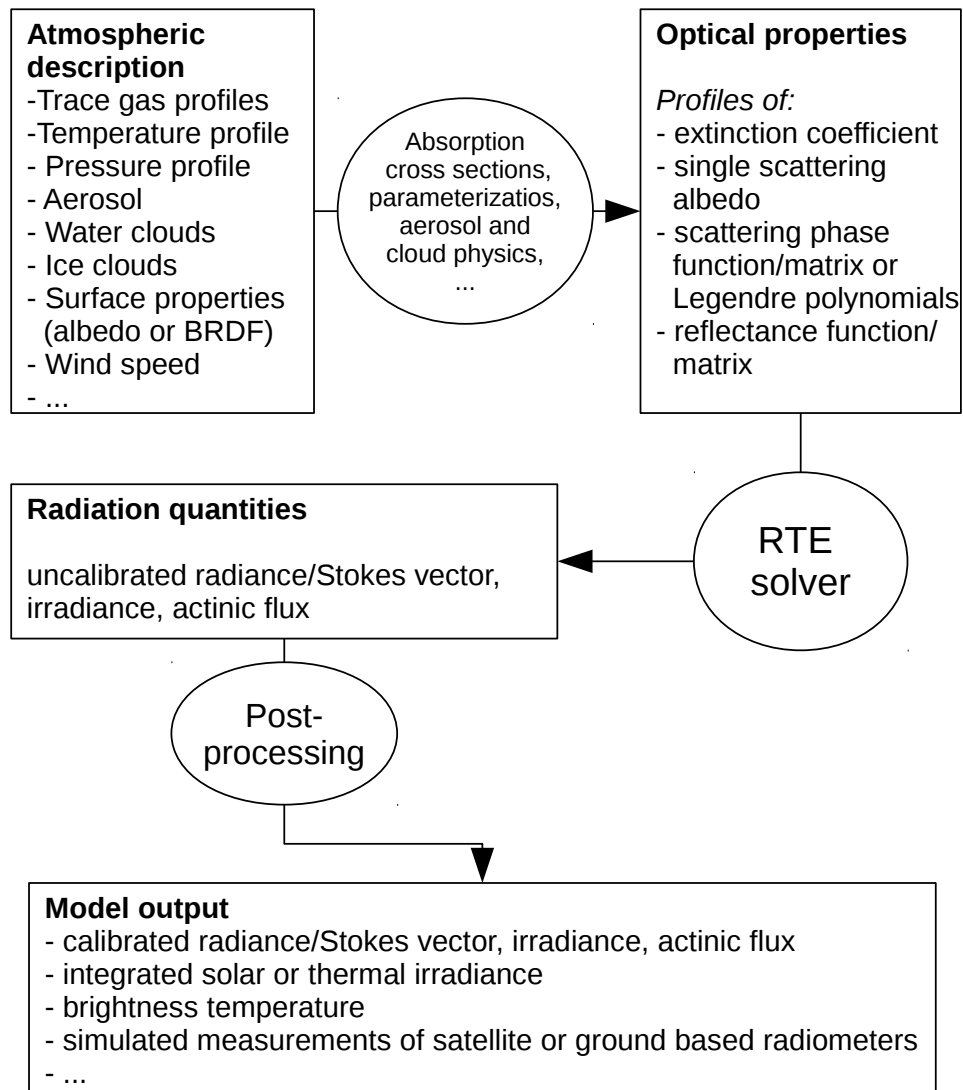 Atmospheric
description
-Trace gas profiles
-Temperature profile
- Pressure profile
- Aerosol
- Water clouds
- Ice clouds
- Surface properties
(albedo or BRDF)
- Wind speed
- ...
Absorption
cross sections,
parameterizatios,
aerosol and
cloud physics,
...
Optical properties
Profiles of:
- extinction coefficient
- single scattering
albedo
- scattering phase
function/matrix or
Legendre polynomials
- reflectance function/
matrix
RTE
solver
Radiation quantities
uncalibrated radiance/Stokes vector,
irradiance, actinic flux
Post-
processing
Model output
- calibrated radiance/Stokes vector, irradiance, actinic flux
- integrated solar or thermal irradiance
- brightness temperature
- simulated measurements of satellite or ground based radiometers
- ...